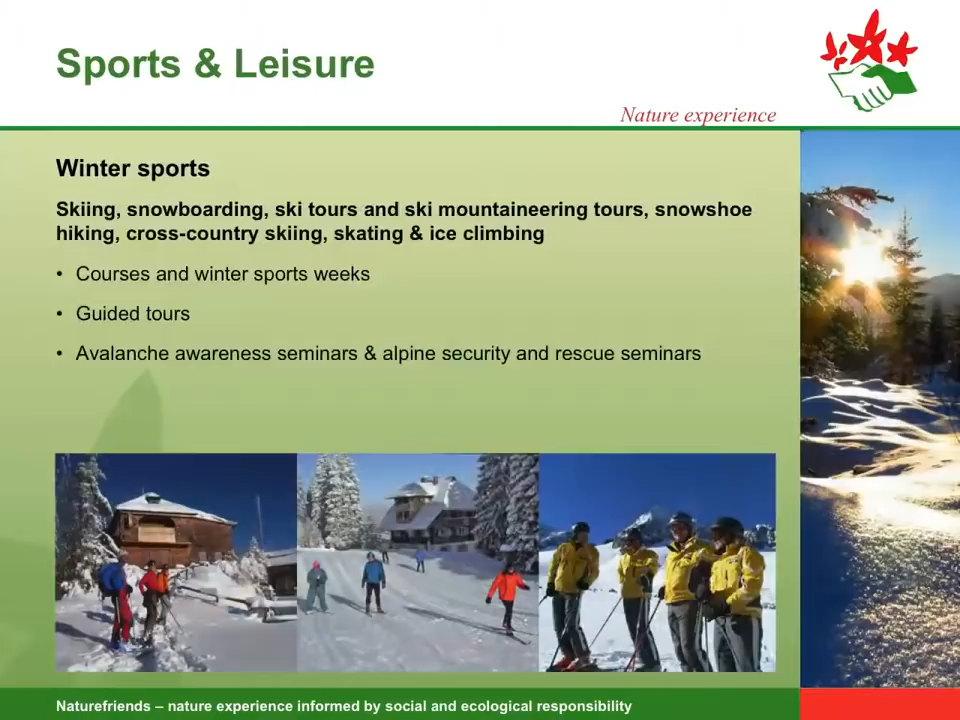 Sports & Leisure
Nature experience
Winter sports
Skiing, snowboarding, ski tours and ski mountaineering tours, snowshoe
hiking, cross-country skiing, skating & ice climbing
• Courses and winter sports weeks
• Guided tours
• Avalanche awareness seminars & alpine security and rescue seminars
Naturefriends – nature experience informed by social and ecological responsibility